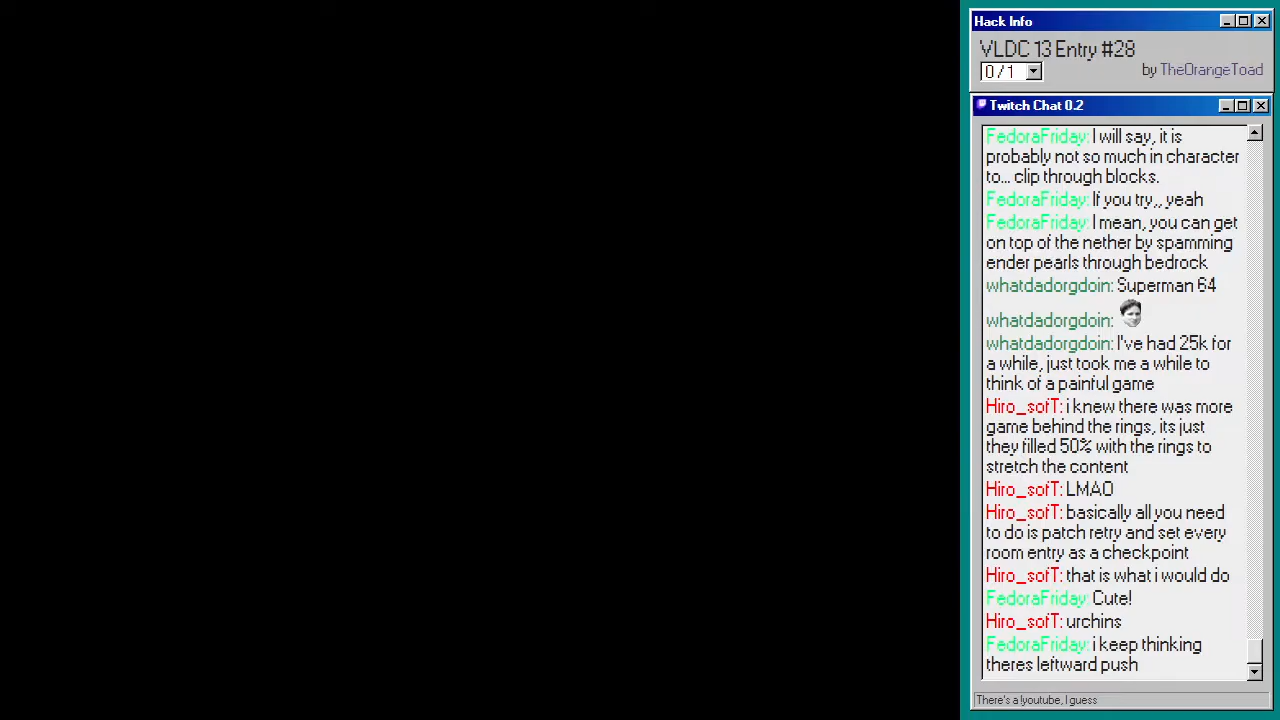 Hack Info
VLDC 13 Entry #28
0/1
by TheOrangeToad
Twitch Chat 0.2
FedoraFriday: I will say, it is
probably not so much in character
to... clip through blocks.
FedoraFriday: If you try,, yeah
FedoraFriday: I mean, you can get
on top of the nether by spamming
ender pearls through bedrock
whatdadorgdoin: Superman 64
whatdadorgdoin:
whatdadorgdoin: I've had 25k for
a while, just took me a while to
think of a painful game
Hiro_sofT: i knew there was more
game behind the rings, its just
they filled 50% with the rings to
stretch the content
Hiro_sofT: LMAO
Hiro_sofT: basically all you need
to do is patch retry and set every
room entry as a checkpoint
Hiro_sofT: that is what i would do
FedoraFriday: Cute!
Hiro_sofT: urchins
FedoraFriday: i keep thinking
theres leftward push
There's a !youtube, I guess